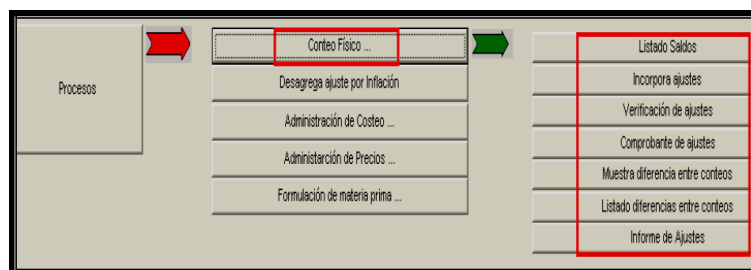 Procesos
Conteo Físico ...
Desagrega ajuste por Inflación
Administración de Costeo ...
Administarción de Precios ...
Formulación de materia prima ...
Listado Saldos
Incorpora ajustes
Verificación de ajustes
Comprobante de ajustes
Muestra diferencia entre conteos
Listado diferencias entre conteos
Informe de Ajustes